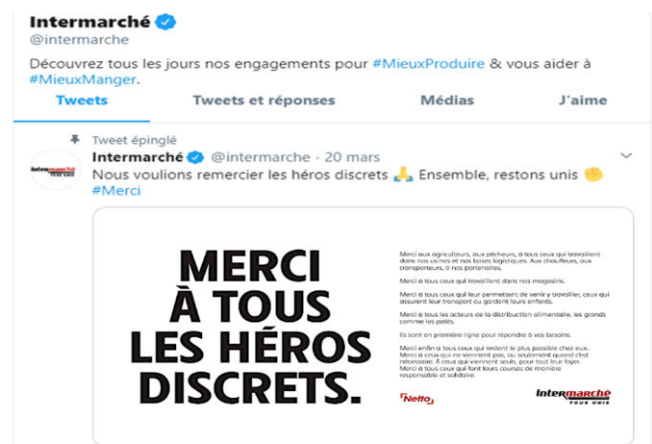 Intermarché
@intermarche
Découvrez tous les jours nos engagements pour #MieuxProduire & vous aider à
#MieuxManger.
Tweets Tweets et réponses Médias J'aime
Tweet épinglé
Intermarché @intermarche · 20 mars
Nous voulions remercier les héros discrets 🙏 Ensemble, restons unis ✊
#Merci
Intermarché
TOUS UNIS
MERCI
À TOUS
LES HÉROS
DISCRETS.
Merci aux agriculteurs, aux pêcheurs, à tous ceux qui travaillent
dans nos usines et nos bases logistiques. Aux chauffeurs, aux
transporteurs, à nos partenaires.
Merci à tous ceux qui travaillent dans nos magasins.
Merci à tous ceux qui leur permettent de venir y travailler, ceux qui
assurent leur transport ou gardent leurs enfants.
Merci à tous les acteurs de la distribution alimentaire, les grands
comme les petits.
Ils sont en première ligne pour répondre à vos besoins.
Merci enfin à tous ceux qui restent le plus possible chez eux.
Merci à ceux qui ne viennent pas, ou seulement quand c'est
nécessaire. À ceux qui viennent seuls, pour tout leur foyer.
Merci à tous ceux qui font leurs courses de manière
responsable et solidaire.
Netto
Intermarché
TOUS UNIS